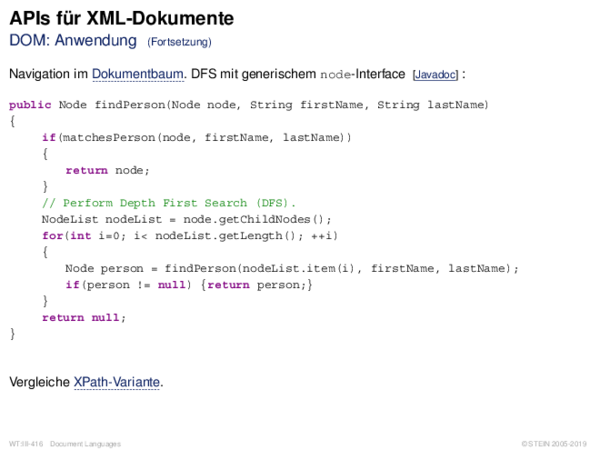 APIs für XML-Dokumente
DOM: Anwendung (Fortsetzung)
Navigation im Dokumentbaum. DFS mit generischem node-Interface [Javadoc] :
public Node findPerson(Node node, String firstName, String lastName)
{
if(matchesPerson(node, firstName, lastName))
{
return node;
}
// Perform Depth First Search (DFS).
NodeList nodeList = node.getChildNodes();
for(int i=0; i< nodeList.getLength(); ++i)
{
Node person = findPerson(nodeList.item(i), firstName, lastName);
if(person != null) {return person;}
}
return null;
}
Vergleiche XPath-Variante.
WT:III-416 Document Languages © STEIN 2005-2019